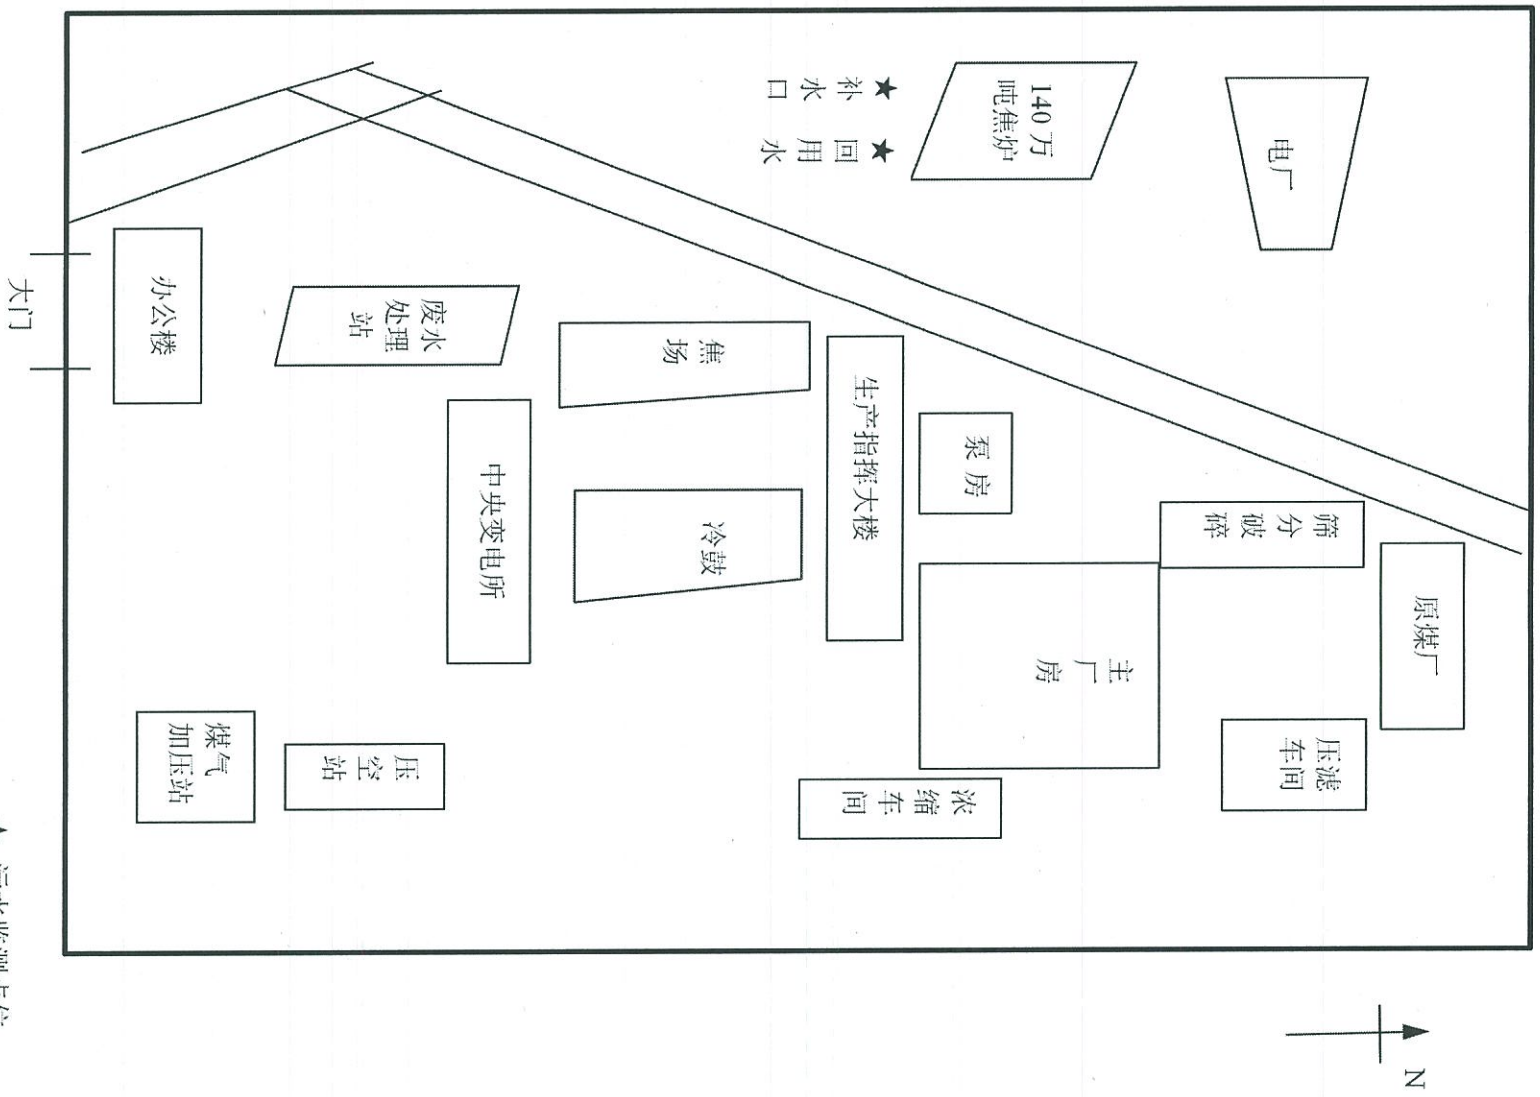 N
原煤厂
电厂
筛分破碎
压滤
车间
140 万
吨焦炉
主厂房
泵 房
浓缩车间
★ 补水口
★ 回用水
生产指挥大楼
焦场
冷鼓
中央变电所
废水
处理
站
压空站
煤气
加压站
办公楼
大门